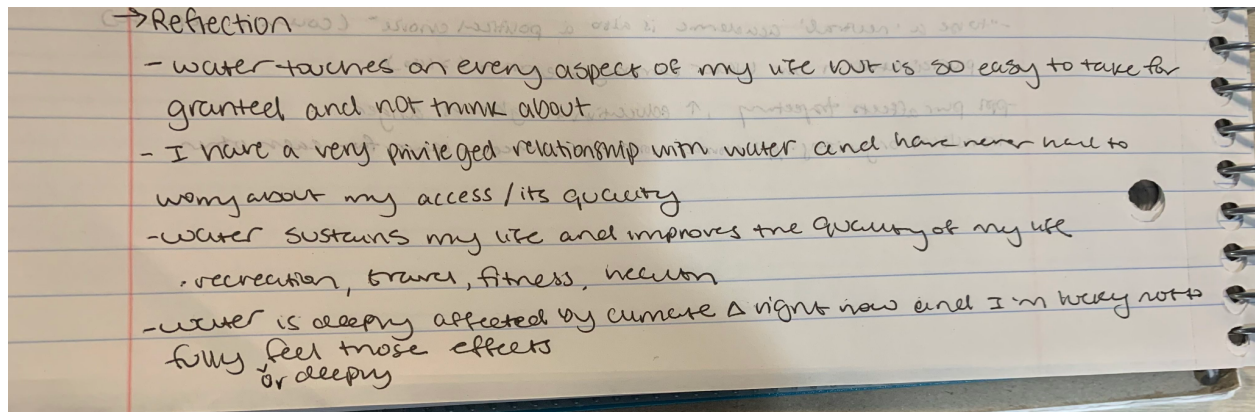 → Reflection
- water touches on every aspect of my life but is so easy to take for
granted and not think about
- I have a very privileged relationship with water and have never had to
worry about my access / its quality
- water sustains my life and improves the quality of my life
· recreation, travel, fitness, health
- water is deeply affected by climate Δ right now and I'm lucky not to
fully feel those effects
or deeply